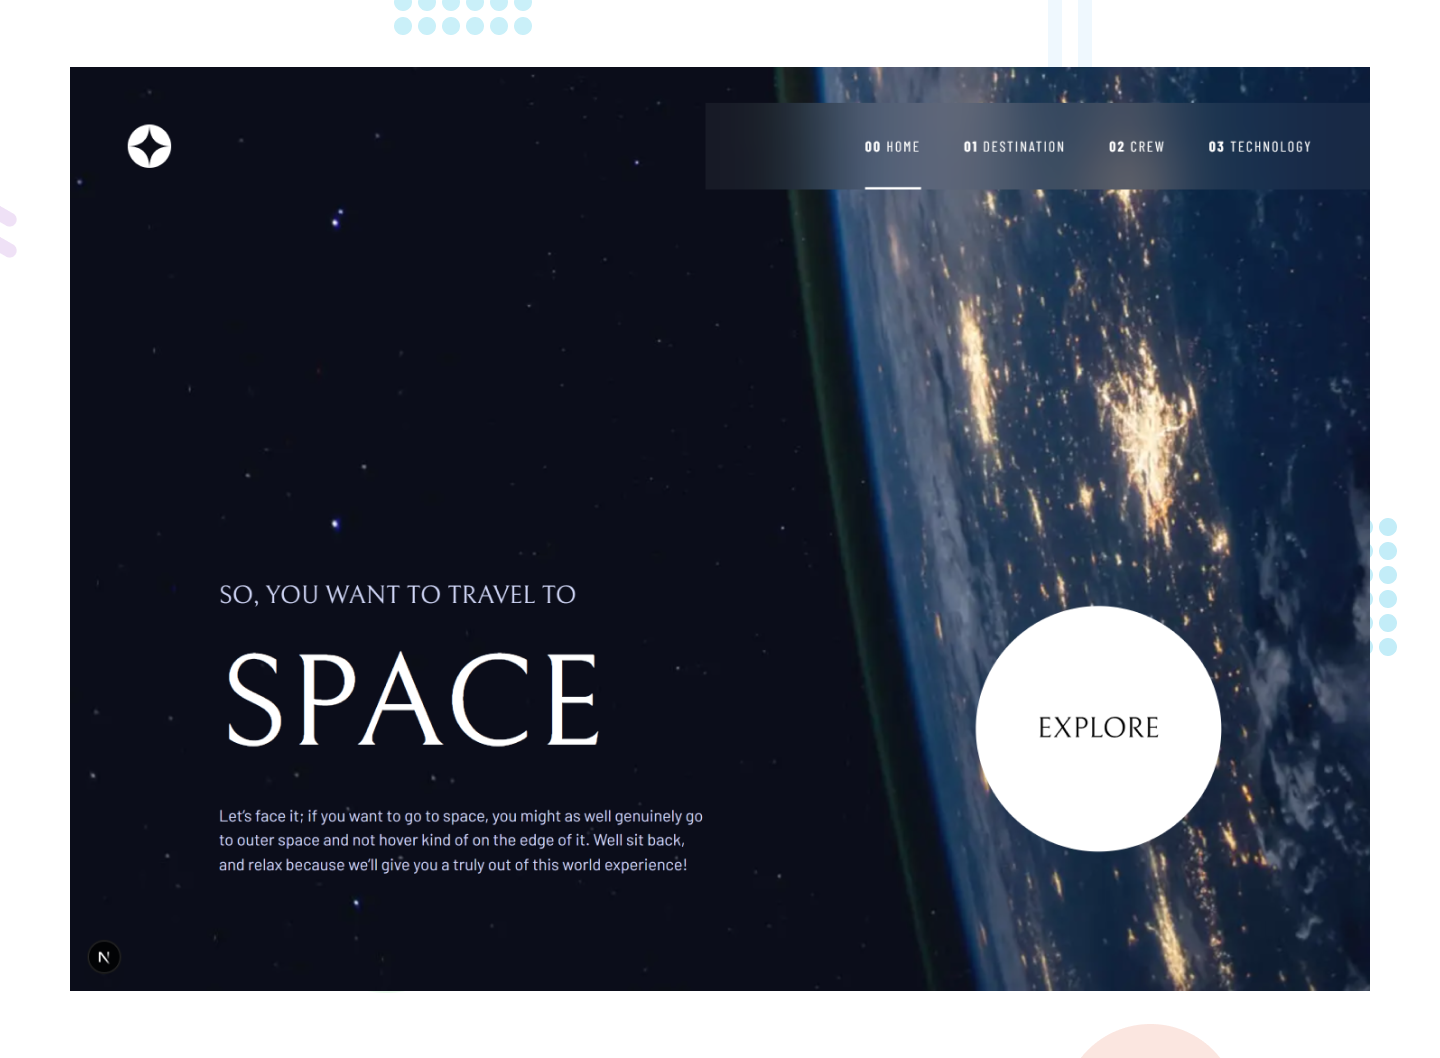 00 HOME 01 DESTINATION 02 CREW 03 TECHNOLOGY
SO, YOU WANT TO TRAVEL TO
SPACE
EXPLORE
Let’s face it; if you want to go to space, you might as well genuinely go
to outer space and not hover kind of on the edge of it. Well sit back,
and relax because we’ll give you a truly out of this world experience!
N